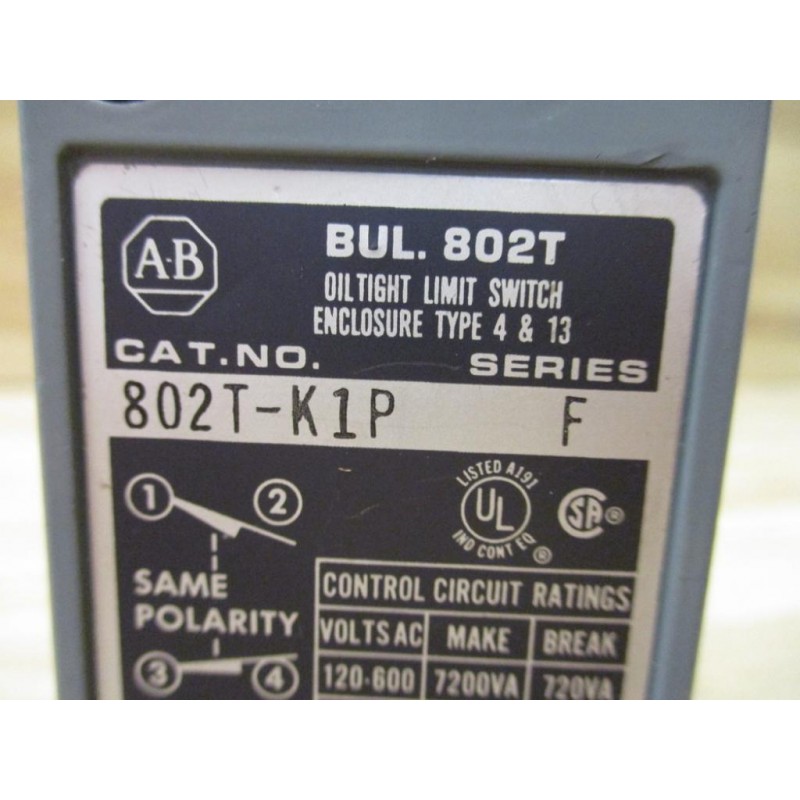 A-B
BUL. 802T
OILTIGHT LIMIT SWITCH
ENCLOSURE TYPE 4 & 13
CAT.NO. SERIES
802T-K1P F
1 2
LISTED A191
UL
IND CONT EQ ®
SA ®
SAME
POLARITY
3 4
CONTROL CIRCUIT RATINGS
VOLTS AC MAKE BREAK
120-600 7200VA 720VA